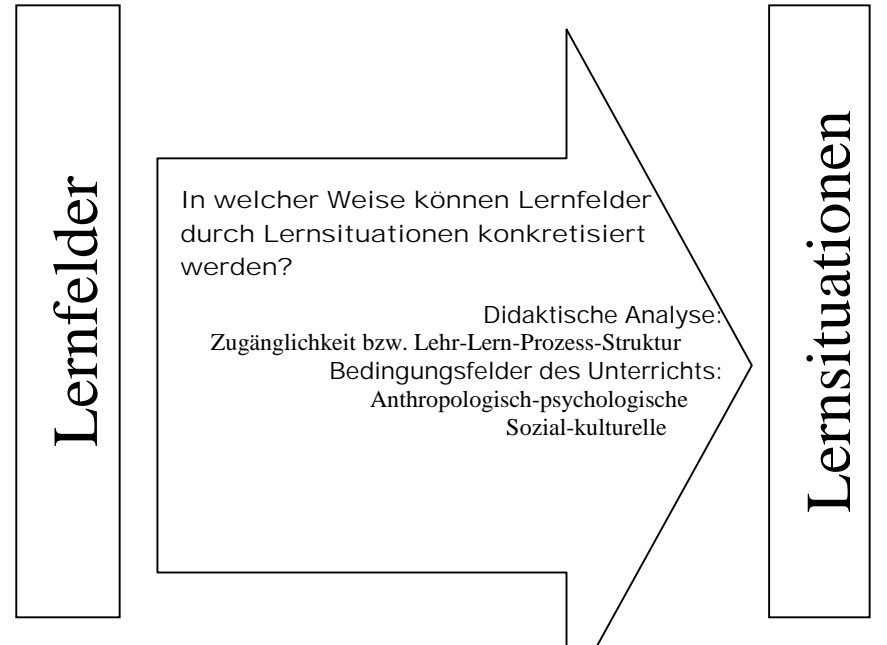 Lernfelder
In welcher Weise können Lernfelder
durch Lernsituationen konkretisiert
werden?
Didaktische Analyse:
Zugänglichkeit bzw. Lehr-Lern-Prozess-Struktur
Bedingungsfelder des Unterrichts:
Anthropologisch-psychologische
Sozial-kulturelle
Lernsituationen